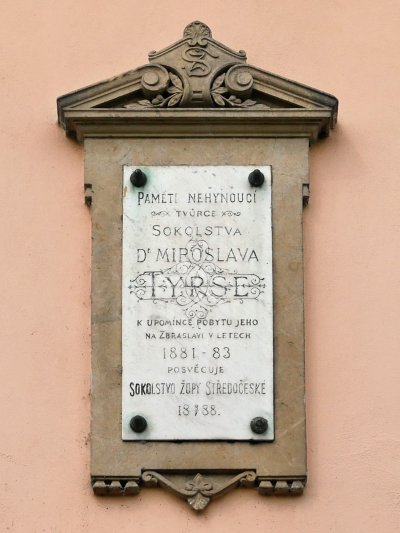 PAMĚTI NEHYNOUCÍ
TVŮRCE
SOKOLSTVA
Dᴿ MIROSLAVA
TYRŠE
K UPOMÍNCE POBYTU JEHO
NA ZBRASLAVI V LETECH
1881-83
POSVĚCUJE
SOKOLSTVO ŽUPY STŘEDOČESKÉ